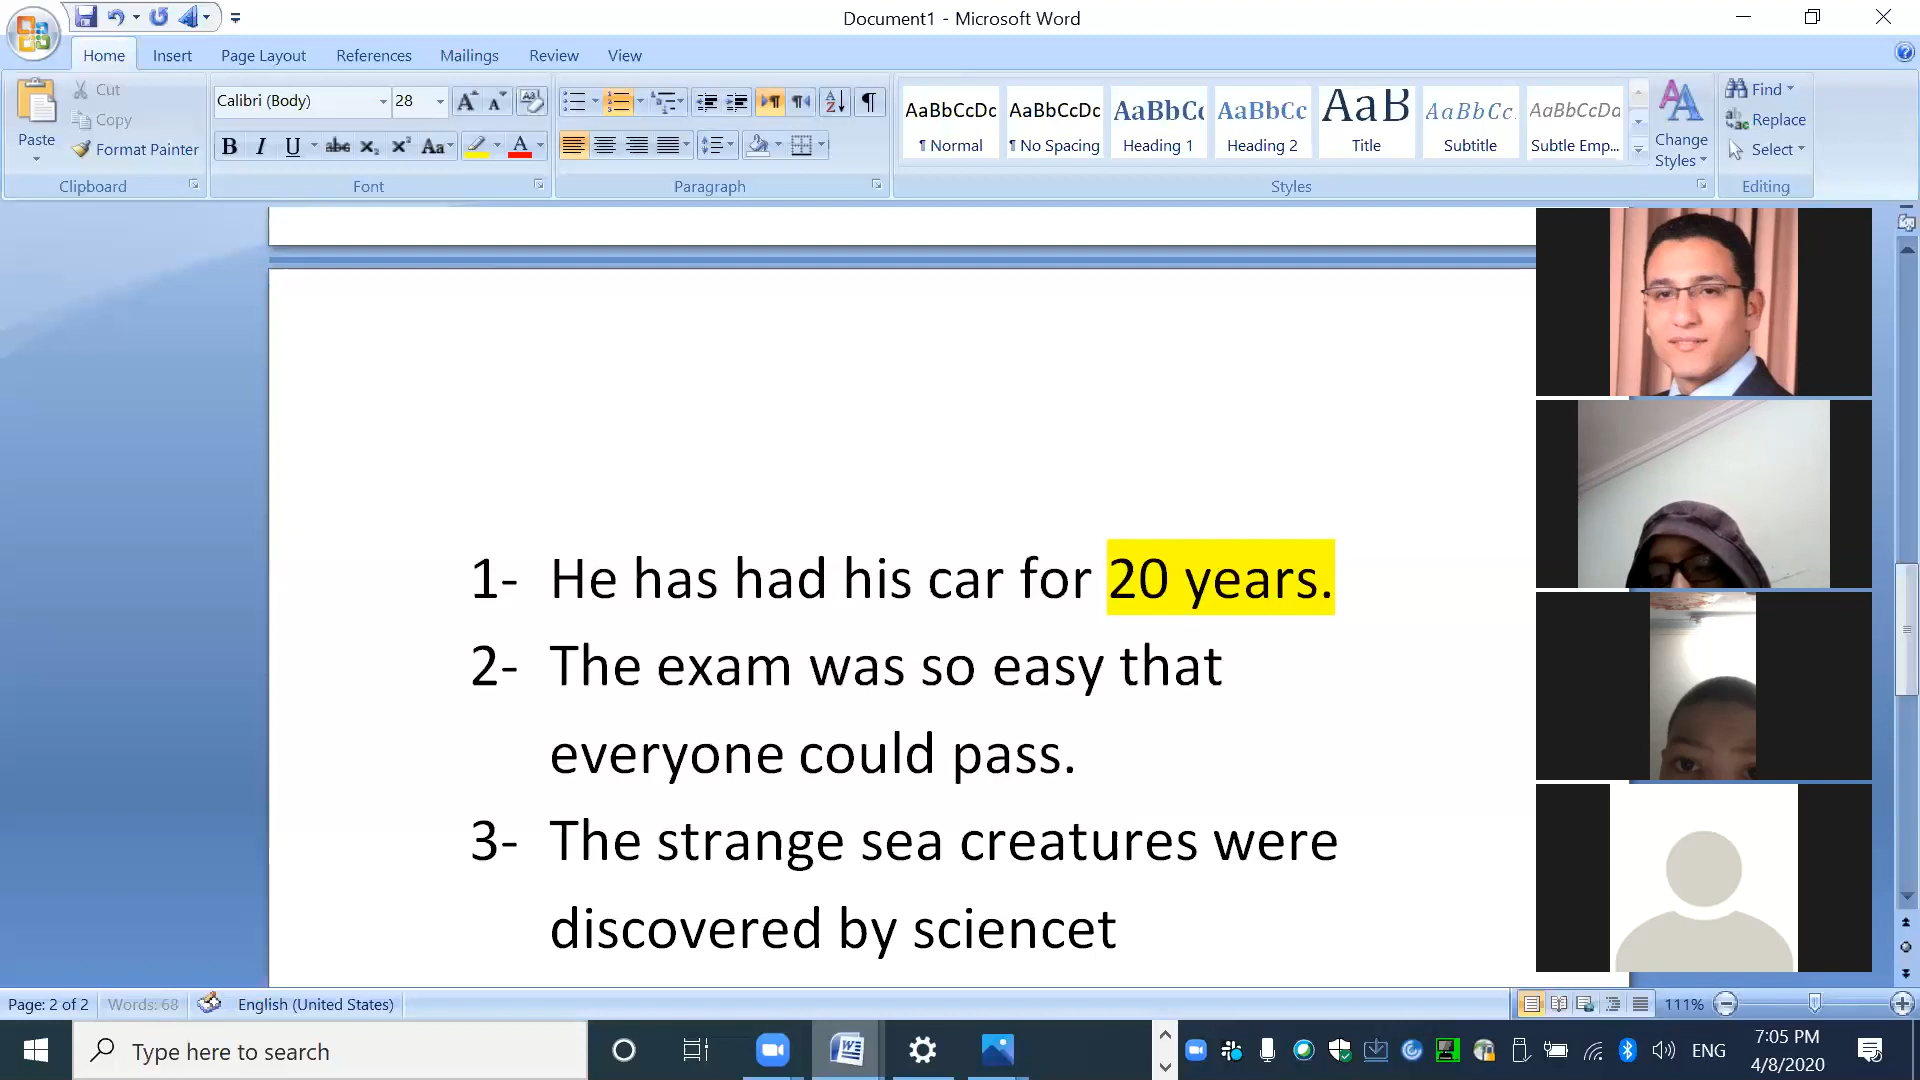 Document1 - Microsoft Word
Home Insert Page Layout References Mailings Review View
Cut
Copy
Format Painter
Paste
Clipboard
Calibri (Body) 28
B I U abc x₂ x² Aa A
Font
Paragraph
AaBbCcDc AaBbCcDc AaBbCc AaBbCc AaB AaBbCc. AaBbCcDa
¶ Normal ¶ No Spacing Heading 1 Heading 2 Title Subtitle Subtle Emp...
Change
Styles
Styles
Find
Replace
Select
Editing
1- He has had his car for 20 years.
2- The exam was so easy that
everyone could pass.
3- The strange sea creatures were
discovered by sciencet
Page: 2 of 2 Words: 68 English (United States) 111%
Type here to search
ENG
7:05 PM
4/8/2020